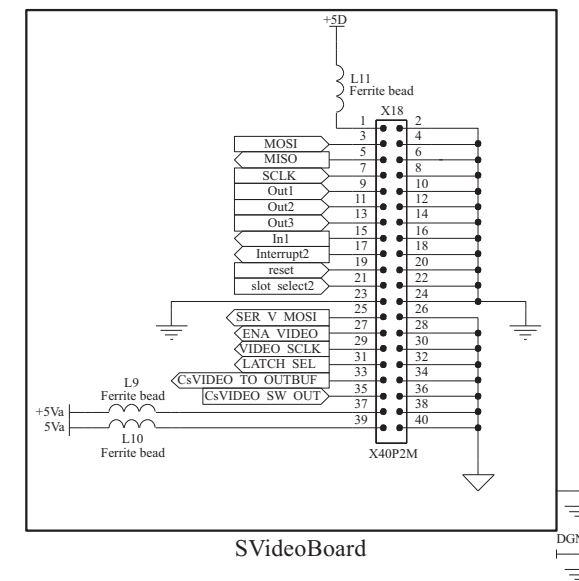 +5D
L11
Ferrite bead
X18
1 2
3 4
MOSI
5 6
MISO
7 8
SCLK
9 10
Out1
11 12
Out2
13 14
Out3
15 16
In1
17 18
Interrupt2
19 20
reset
21 22
slot select2
23 24
25 26
SER V MOSI
27 28
ENA VIDEO
29 30
VIDEO SCLK
31 32
LATCH SEL
33 34
CsVIDEO TO OUTBUF
35 36
CsVIDEO SW OUT
37 38
39 40
L9
Ferrite bead
+5Va
5Va
L10
Ferrite bead
X40P2M
SVideoBoard
DGN